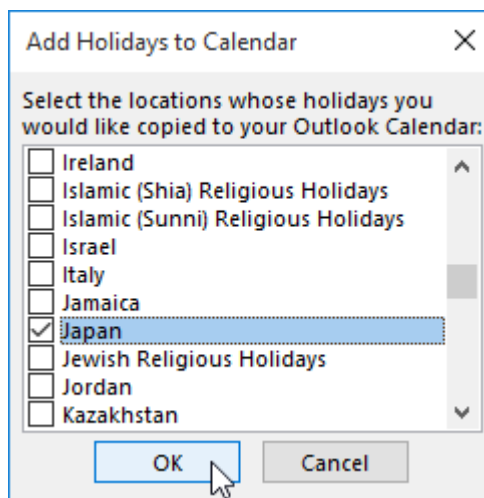 Add Holidays to Calendar
Select the locations whose holidays you
would like copied to your Outlook Calendar:
Ireland
Islamic (Shia) Religious Holidays
Islamic (Sunni) Religious Holidays
Israel
Italy
Jamaica
Japan
Jewish Religious Holidays
Jordan
Kazakhstan
OK
Cancel